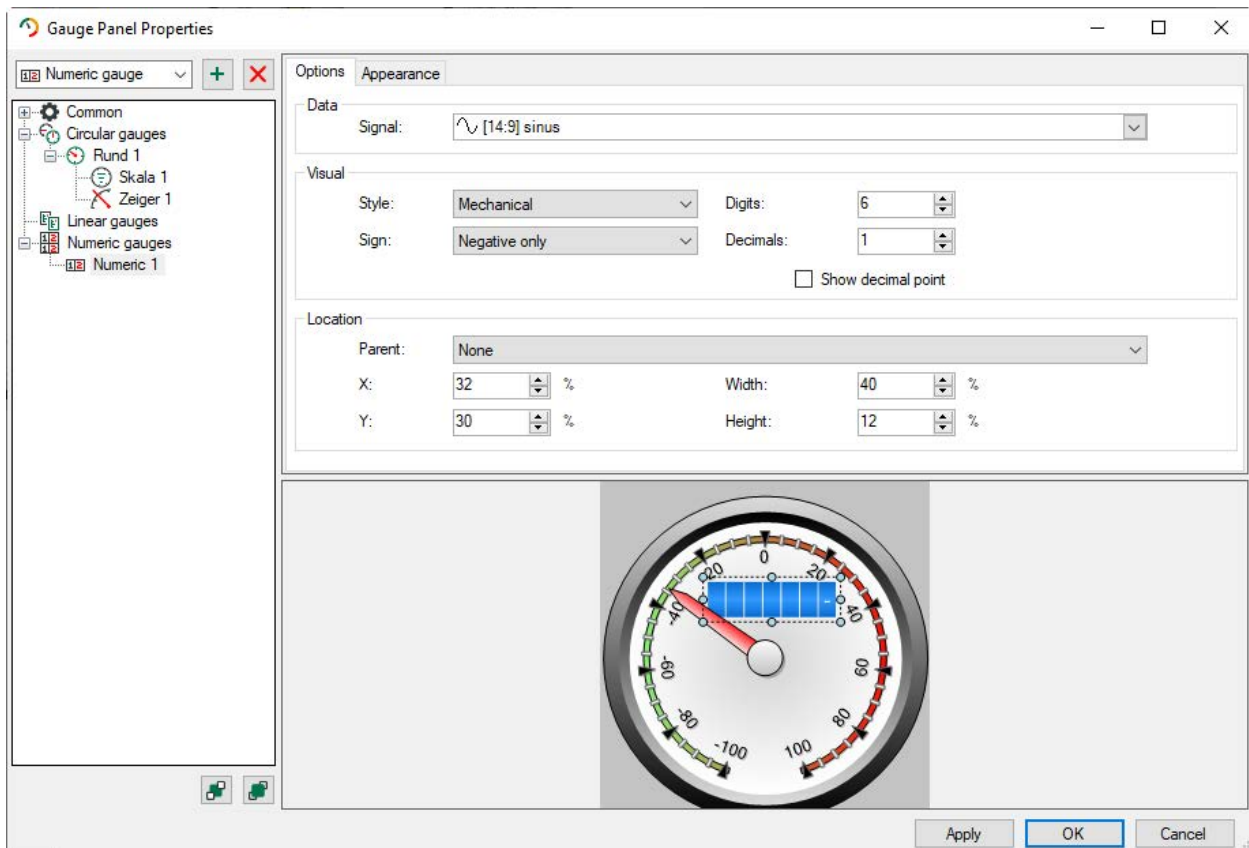 Gauge Panel Properties
Numeric gauge
Common
Circular gauges
Rund 1
Skala 1
Zeiger 1
Linear gauges
Numeric gauges
Numeric 1
Options Appearance
Data
Signal: [14:9] sinus
Visual
Style: Mechanical Digits: 6
Sign: Negative only Decimals: 1
Show decimal point
Location
Parent: None
X: 32 % Width: 40 %
Y: 30 % Height: 12 %
-100
-80
-60
-40
-20
0
20
40
60
80
100
Apply OK Cancel